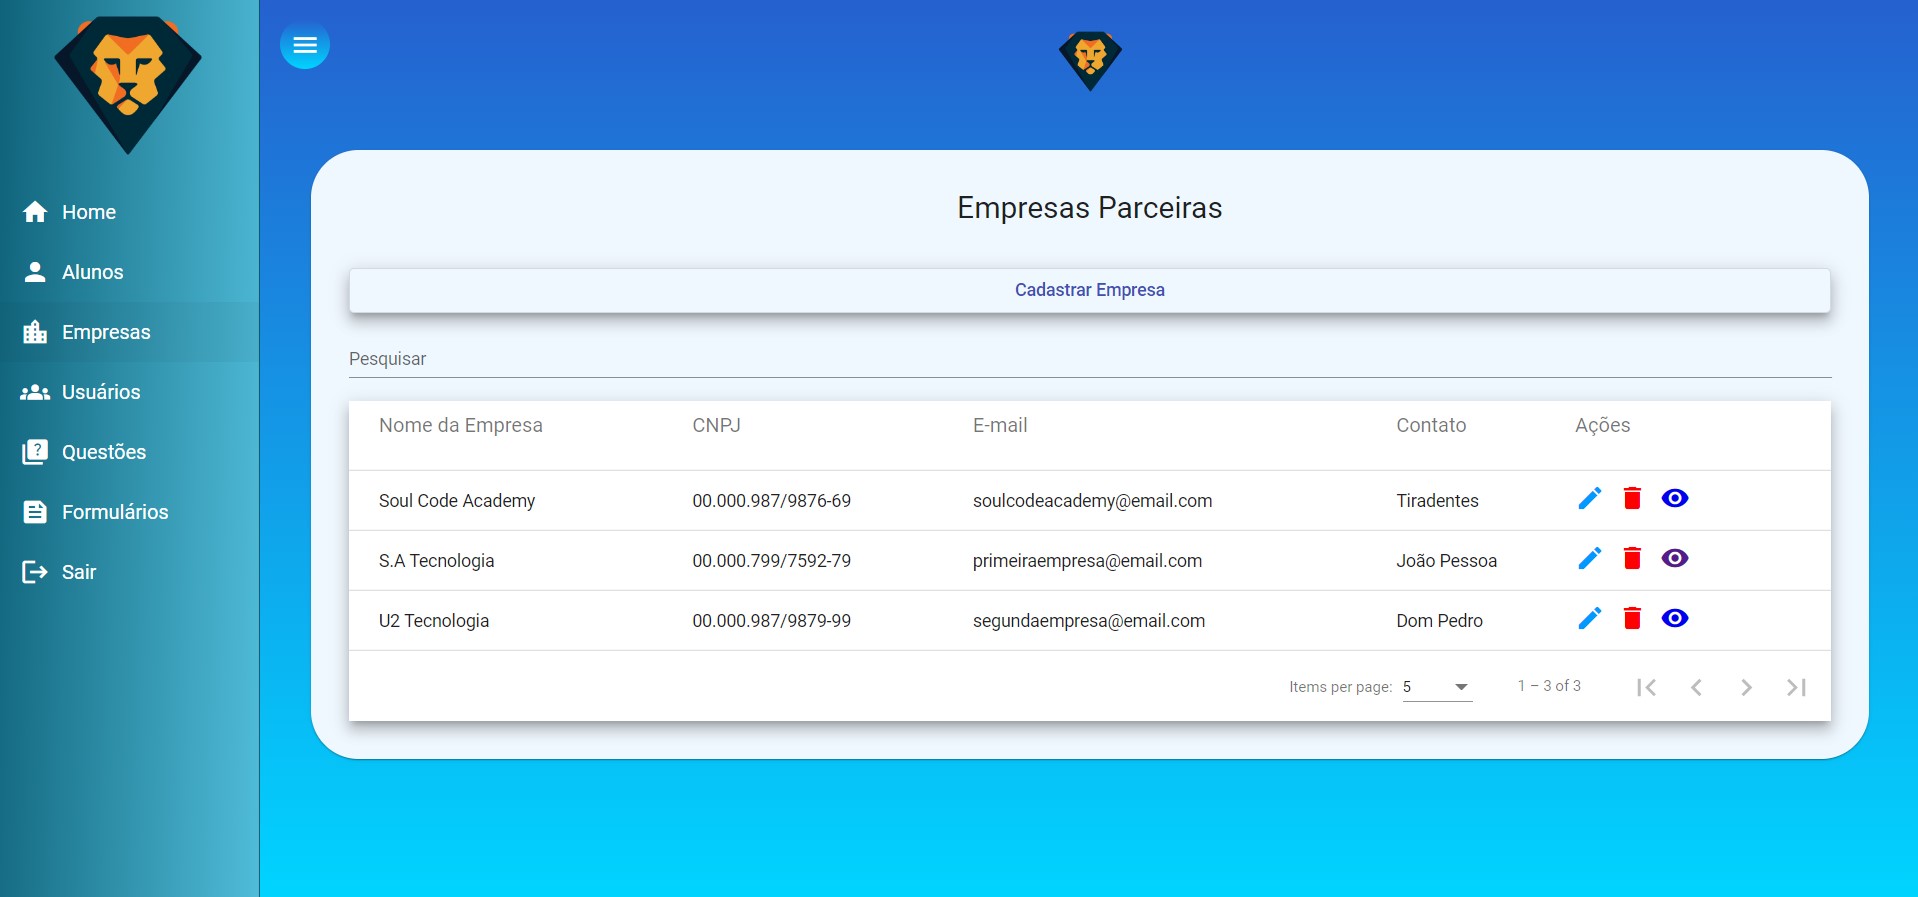 Home
Alunos
Empresas
Usuários
Questões
Formulários
Sair
Empresas Parceiras
Cadastrar Empresa
Pesquisar
Nome da Empresa CNPJ E-mail Contato Ações
Soul Code Academy 00.000.987/9876-69 soulcodeacademy@email.com Tiradentes
S.A Tecnologia 00.000.799/7592-79 primeiraempresa@email.com João Pessoa
U2 Tecnologia 00.000.987/9879-99 segundaempresa@email.com Dom Pedro
Items per page: 5 1 – 3 of 3